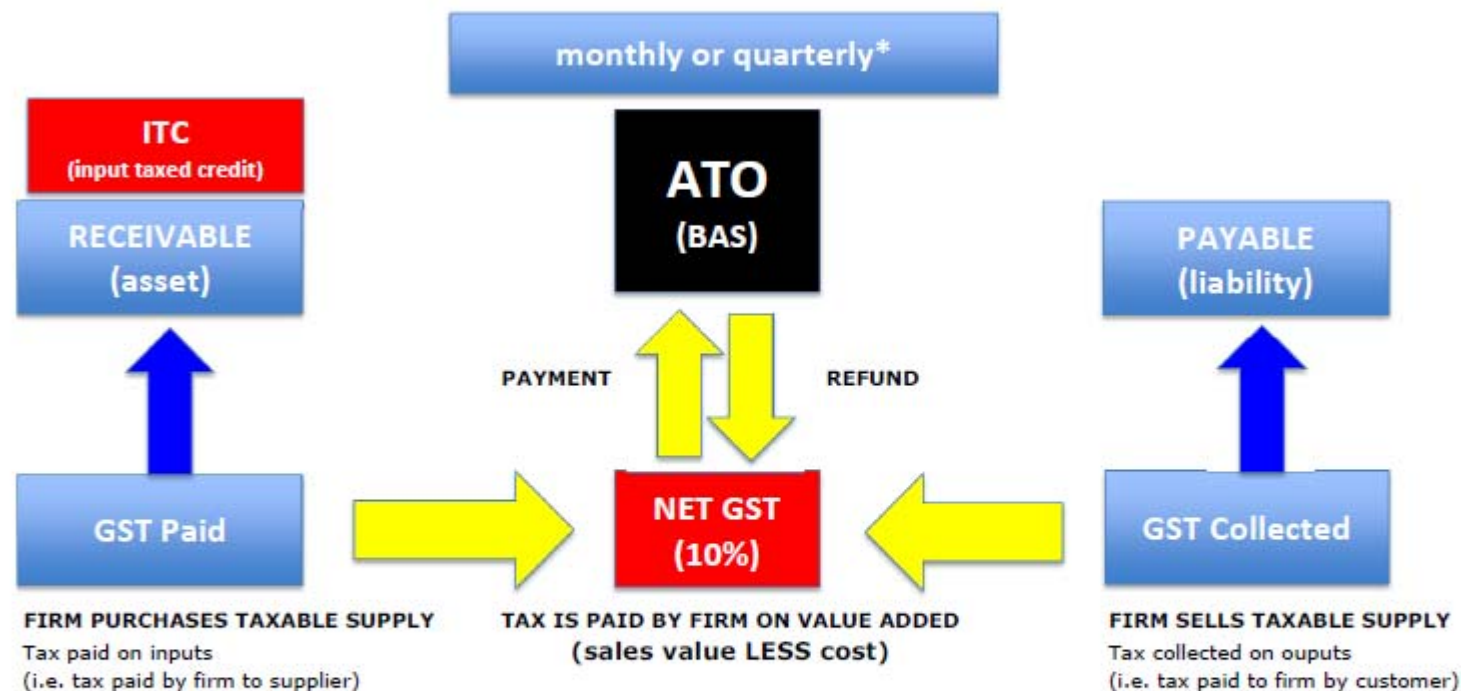 monthly or quarterly*
ITC
(input taxed credit)
RECEIVABLE
(asset)
ATO
(BAS)
PAYABLE
(liability)
PAYMENT
REFUND
GST Paid
NET GST
(10%)
GST Collected
FIRM PURCHASES TAXABLE SUPPLY
Tax paid on inputs
(i.e. tax paid by firm to supplier)
TAX IS PAID BY FIRM ON VALUE ADDED
(sales value LESS cost)
FIRM SELLS TAXABLE SUPPLY
Tax collected on ouputs
(i.e. tax paid to firm by customer)